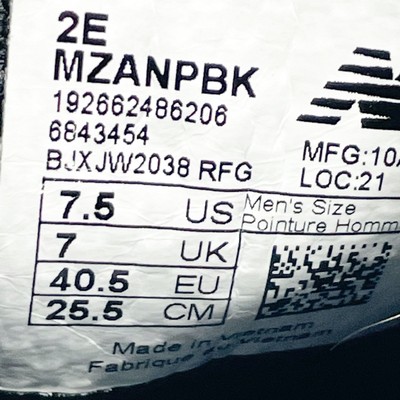 2E
MZANPBK
192662486206
6843454
BJXJW2038 RFG
MFG:10
LOC:21
7.5 US
Men's Size
Pointure Homm
7 UK
40.5 EU
25.5 CM
Made in Vietnam
Fabriqué au Vietnam